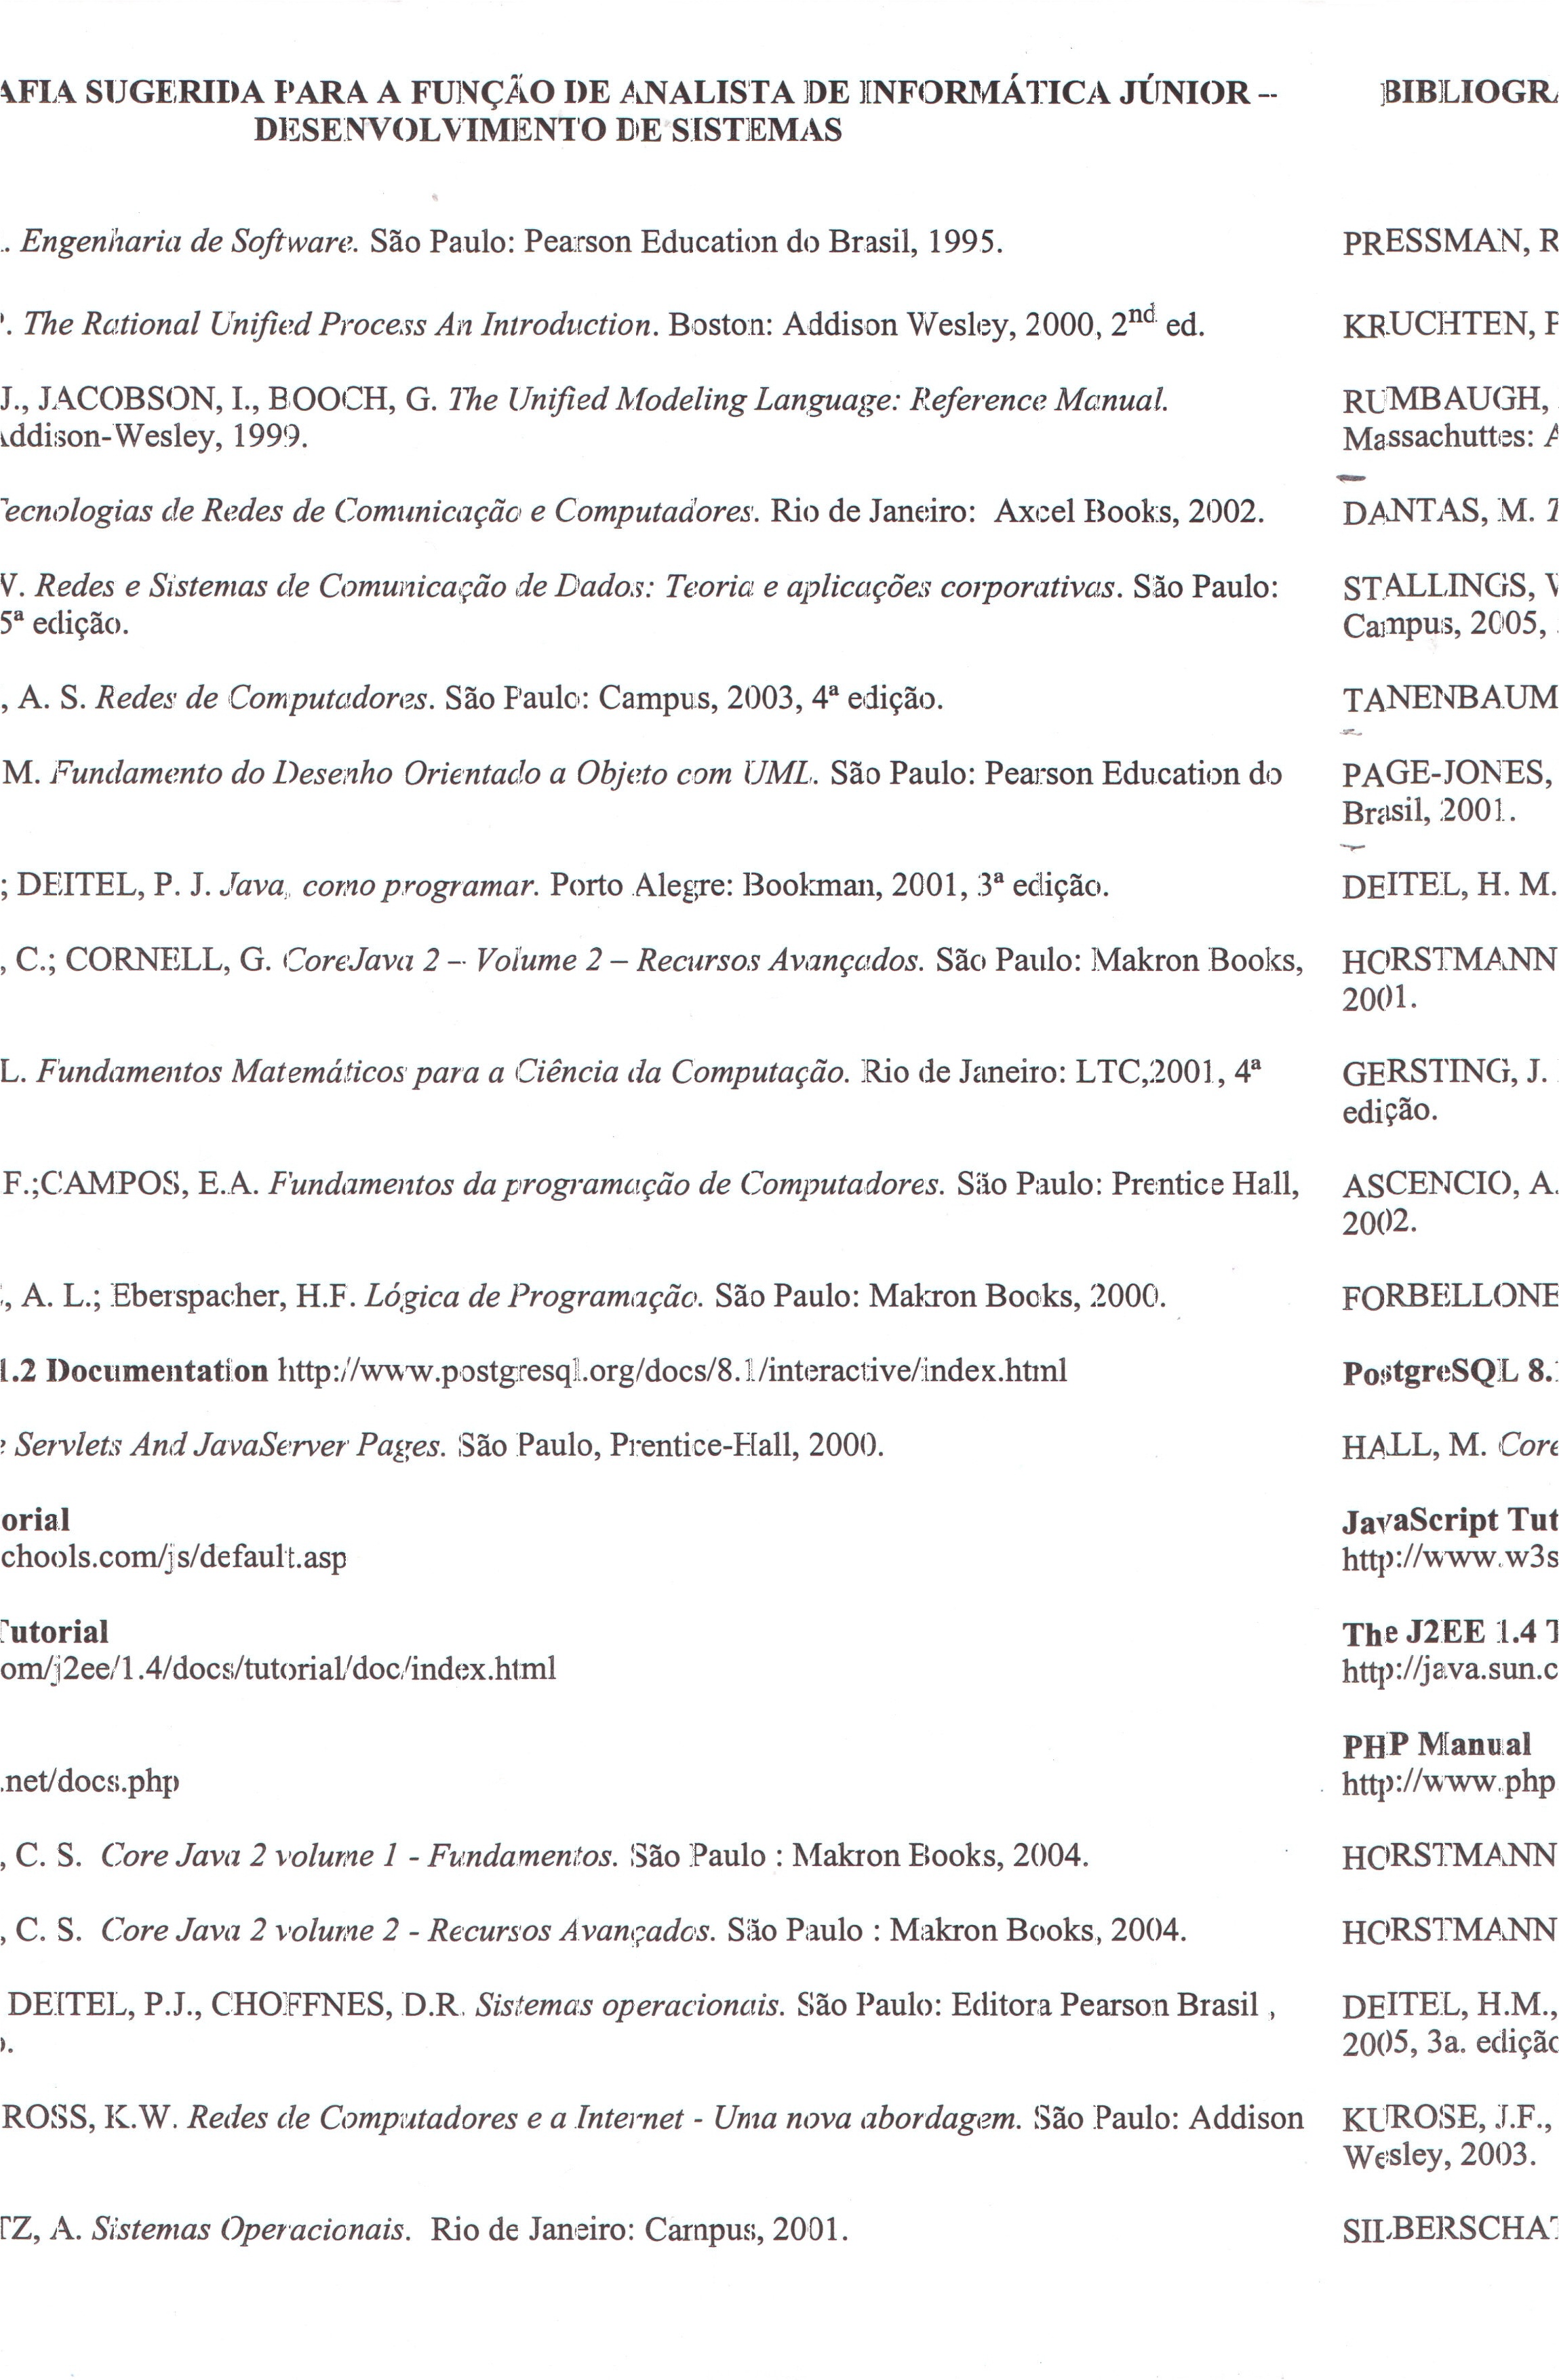 AFIA SUGERIDA PARA A FUNÇÃO DE ANALISTA DE INFORMÁTICA JÚNIOR –
DESENVOLVIMENTO DE SISTEMAS
. Engenharia de Software. São Paulo: Pearson Education do Brasil, 1995.
. The Rational Unified Process An Introduction. Boston: Addison Wesley, 2000, 2nd ed.
J., JACOBSON, I., BOOCH, G. The Unified Modeling Language: Reference Manual.
ddison-Wesley, 1999.
ecnologias de Redes de Comunicação e Computadores. Rio de Janeiro: Axcel Books, 2002.
V. Redes e Sistemas de Comunicação de Dados: Teoria e aplicações corporativas. São Paulo:
5ª edição.
, A. S. Redes de Computadores. São Paulo: Campus, 2003, 4ª edição.
M. Fundamento do Desenho Orientado a Objeto com UML. São Paulo: Pearson Education do
; DEITEL, P. J. Java, como programar. Porto Alegre: Bookman, 2001, 3ª edição.
, C.; CORNELL, G. CoreJava 2 – Volume 2 – Recursos Avançados. São Paulo: Makron Books,
L. Fundamentos Matemáticos para a Ciência da Computação. Rio de Janeiro: LTC,2001, 4ª
F.;CAMPOS, E.A. Fundamentos da programação de Computadores. São Paulo: Prentice Hall,
, A. L.; Eberspacher, H.F. Lógica de Programação. São Paulo: Makron Books, 2000.
1.2 Documentation http://www.postgresql.org/docs/8.1/interactive/index.html
Servlets And JavaServer Pages. São Paulo, Prentice-Hall, 2000.
orial
chools.com/js/default.asp
utorial
om/j2ee/1.4/docs/tutorial/doc/index.html
.net/docs.php
, C. S. Core Java 2 volume 1 - Fundamentos. São Paulo : Makron Books, 2004.
, C. S. Core Java 2 volume 2 - Recursos Avançados. São Paulo : Makron Books, 2004.
DEITEL, P.J., CHOFFNES, D.R. Sistemas operacionais. São Paulo: Editora Pearson Brasil ,
.
ROSS, K.W. Redes de Computadores e a Internet - Uma nova abordagem. São Paulo: Addison
TZ, A. Sistemas Operacionais. Rio de Janeiro: Campus, 2001.
BIBLIOGR
PRESSMAN, R
KRUCHTEN, P
RUMBAUGH,
Massachuttes: A
DANTAS, M. T
STALLINGS, W
Campus, 2005,
TANENBAUM
PAGE-JONES,
Brasil, 2001.
DEITEL, H. M.
HORSTMANN
2001.
GERSTING, J.
edição.
ASCENCIO, A.
2002.
FORBELLONE
PostgreSQL 8.
HALL, M. Core
JavaScript Tut
http://www.w3s
The J2EE 1.4 T
http://java.sun.c
PHP Manual
http://www.php
HORSTMANN
HORSTMANN
DEITEL, H.M.,
2005, 3a. edição
KUROSE, J.F.,
Wesley, 2003.
SILBERSCHAT